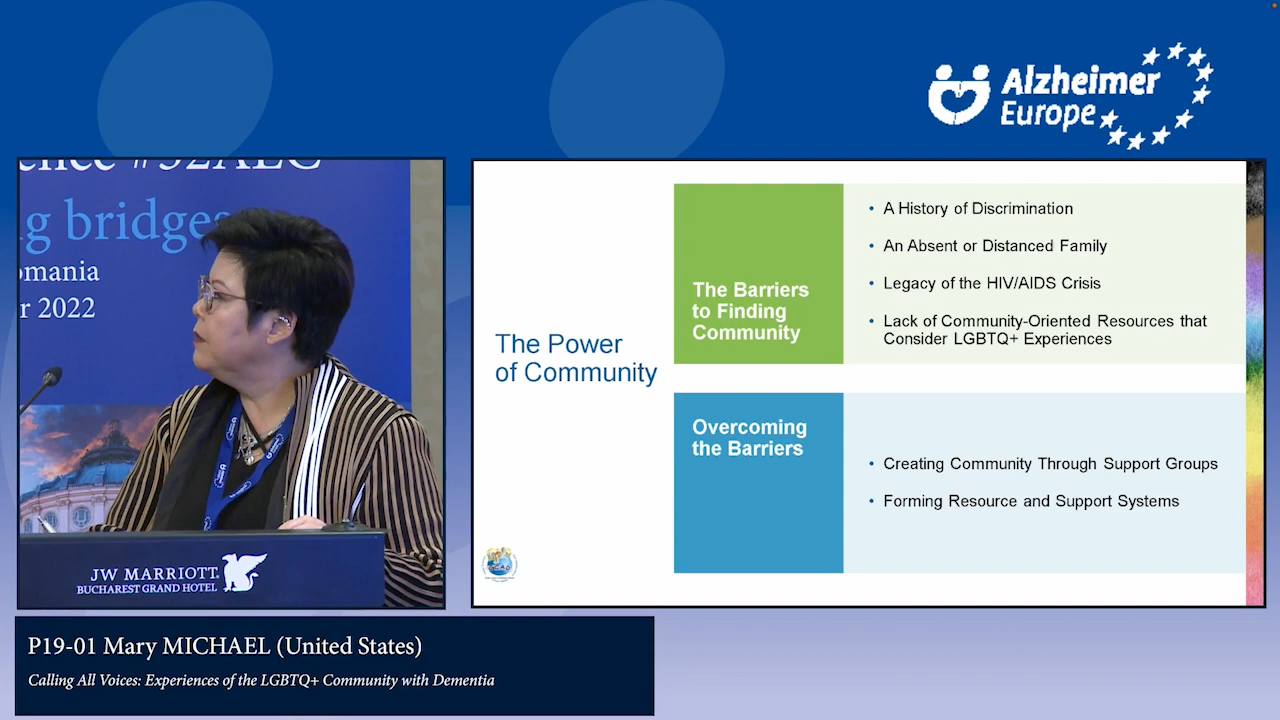 Alzheimer
Europe
g bridges
omania
r 2022
JW MARRIOTT
BUCHAREST GRAND HOTEL
The Power
of Community
The Barriers
to Finding
Community
• A History of Discrimination
• An Absent or Distanced Family
• Legacy of the HIV/AIDS Crisis
• Lack of Community-Oriented Resources that
Consider LGBTQ+ Experiences
Overcoming
the Barriers
• Creating Community Through Support Groups
• Forming Resource and Support Systems
P19-01 Mary MICHAEL (United States)
Calling All Voices: Experiences of the LGBTQ+ Community with Dementia